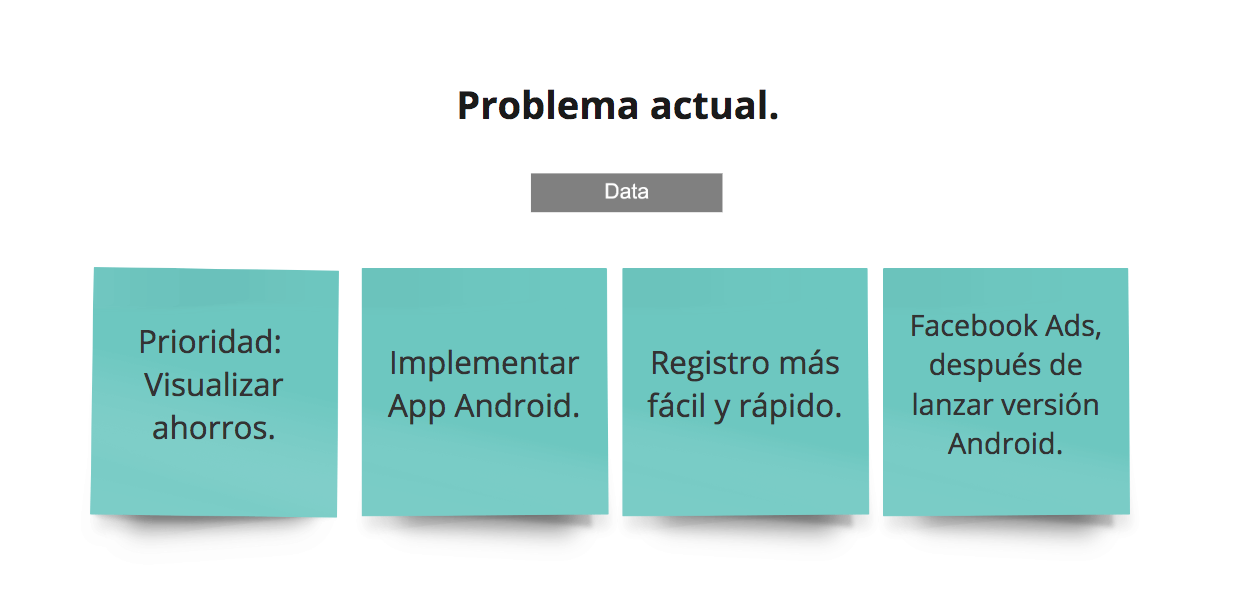 Problema actual.
Data
Prioridad:
Visualizar
ahorros.
Implementar
App Android.
Registro más
fácil y rápido.
Facebook Ads,
después de
lanzar versión
Android.